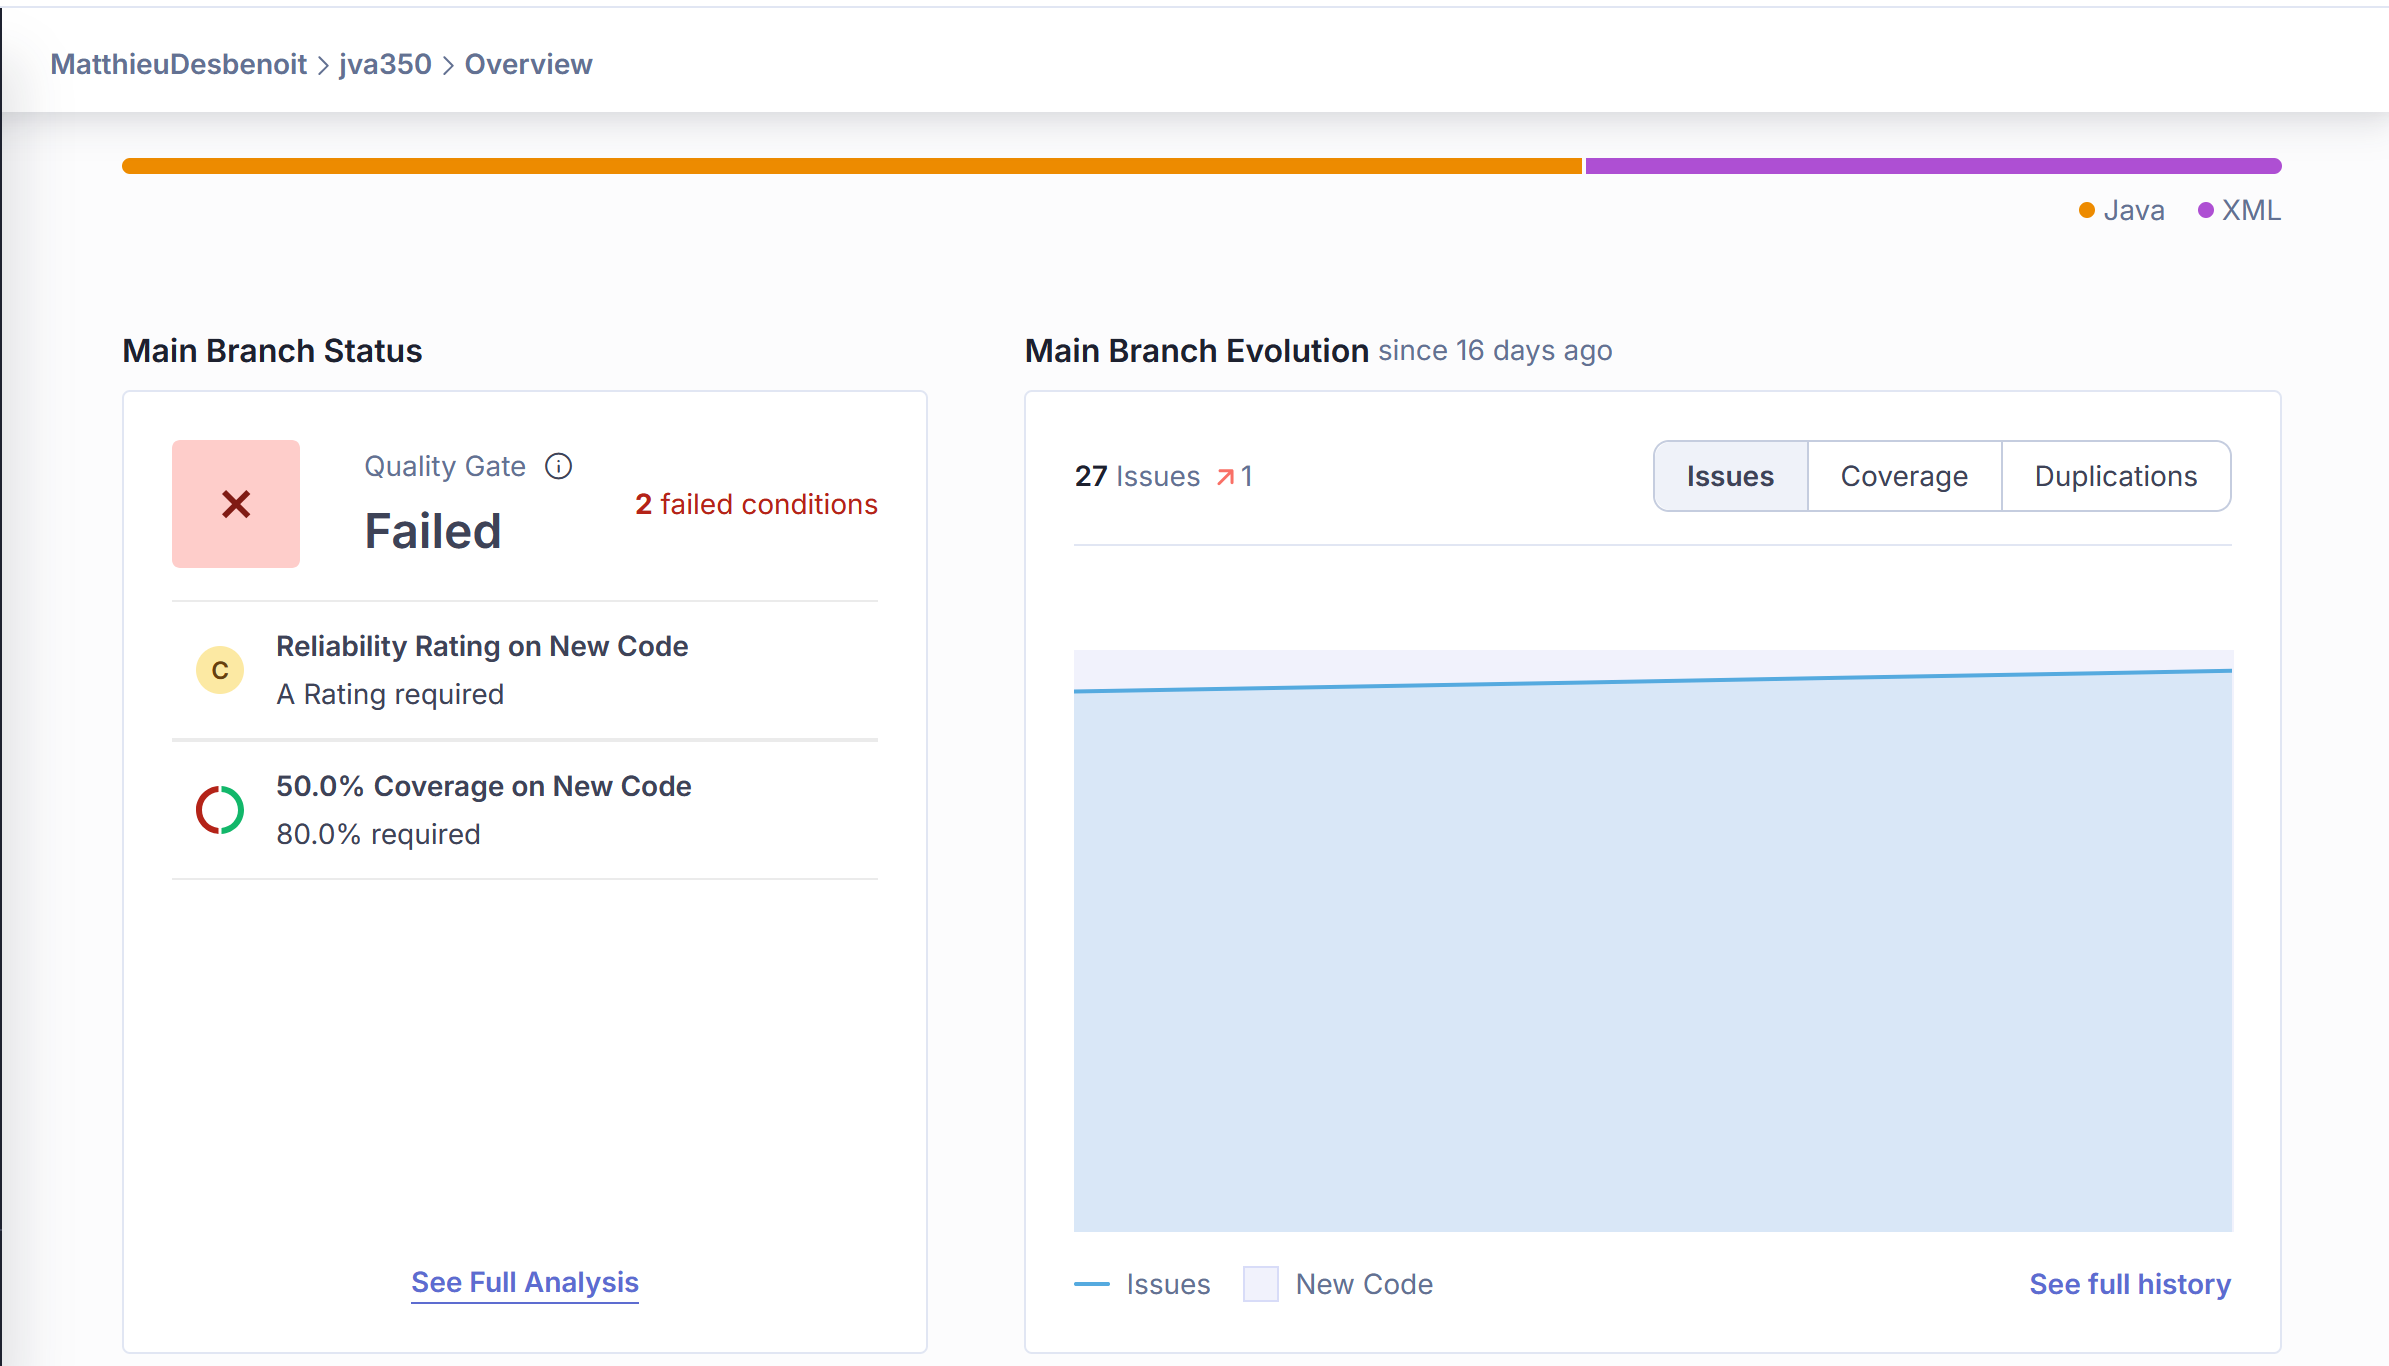 MatthieuDesbenoit > jva350 > Overview
Java XML
Main Branch Status
Quality Gate
Failed
2 failed conditions
C
Reliability Rating on New Code
A Rating required
50.0% Coverage on New Code
80.0% required
See Full Analysis
Main Branch Evolution since 16 days ago
27 Issues 1
Issues Coverage Duplications
Issues New Code
See full history